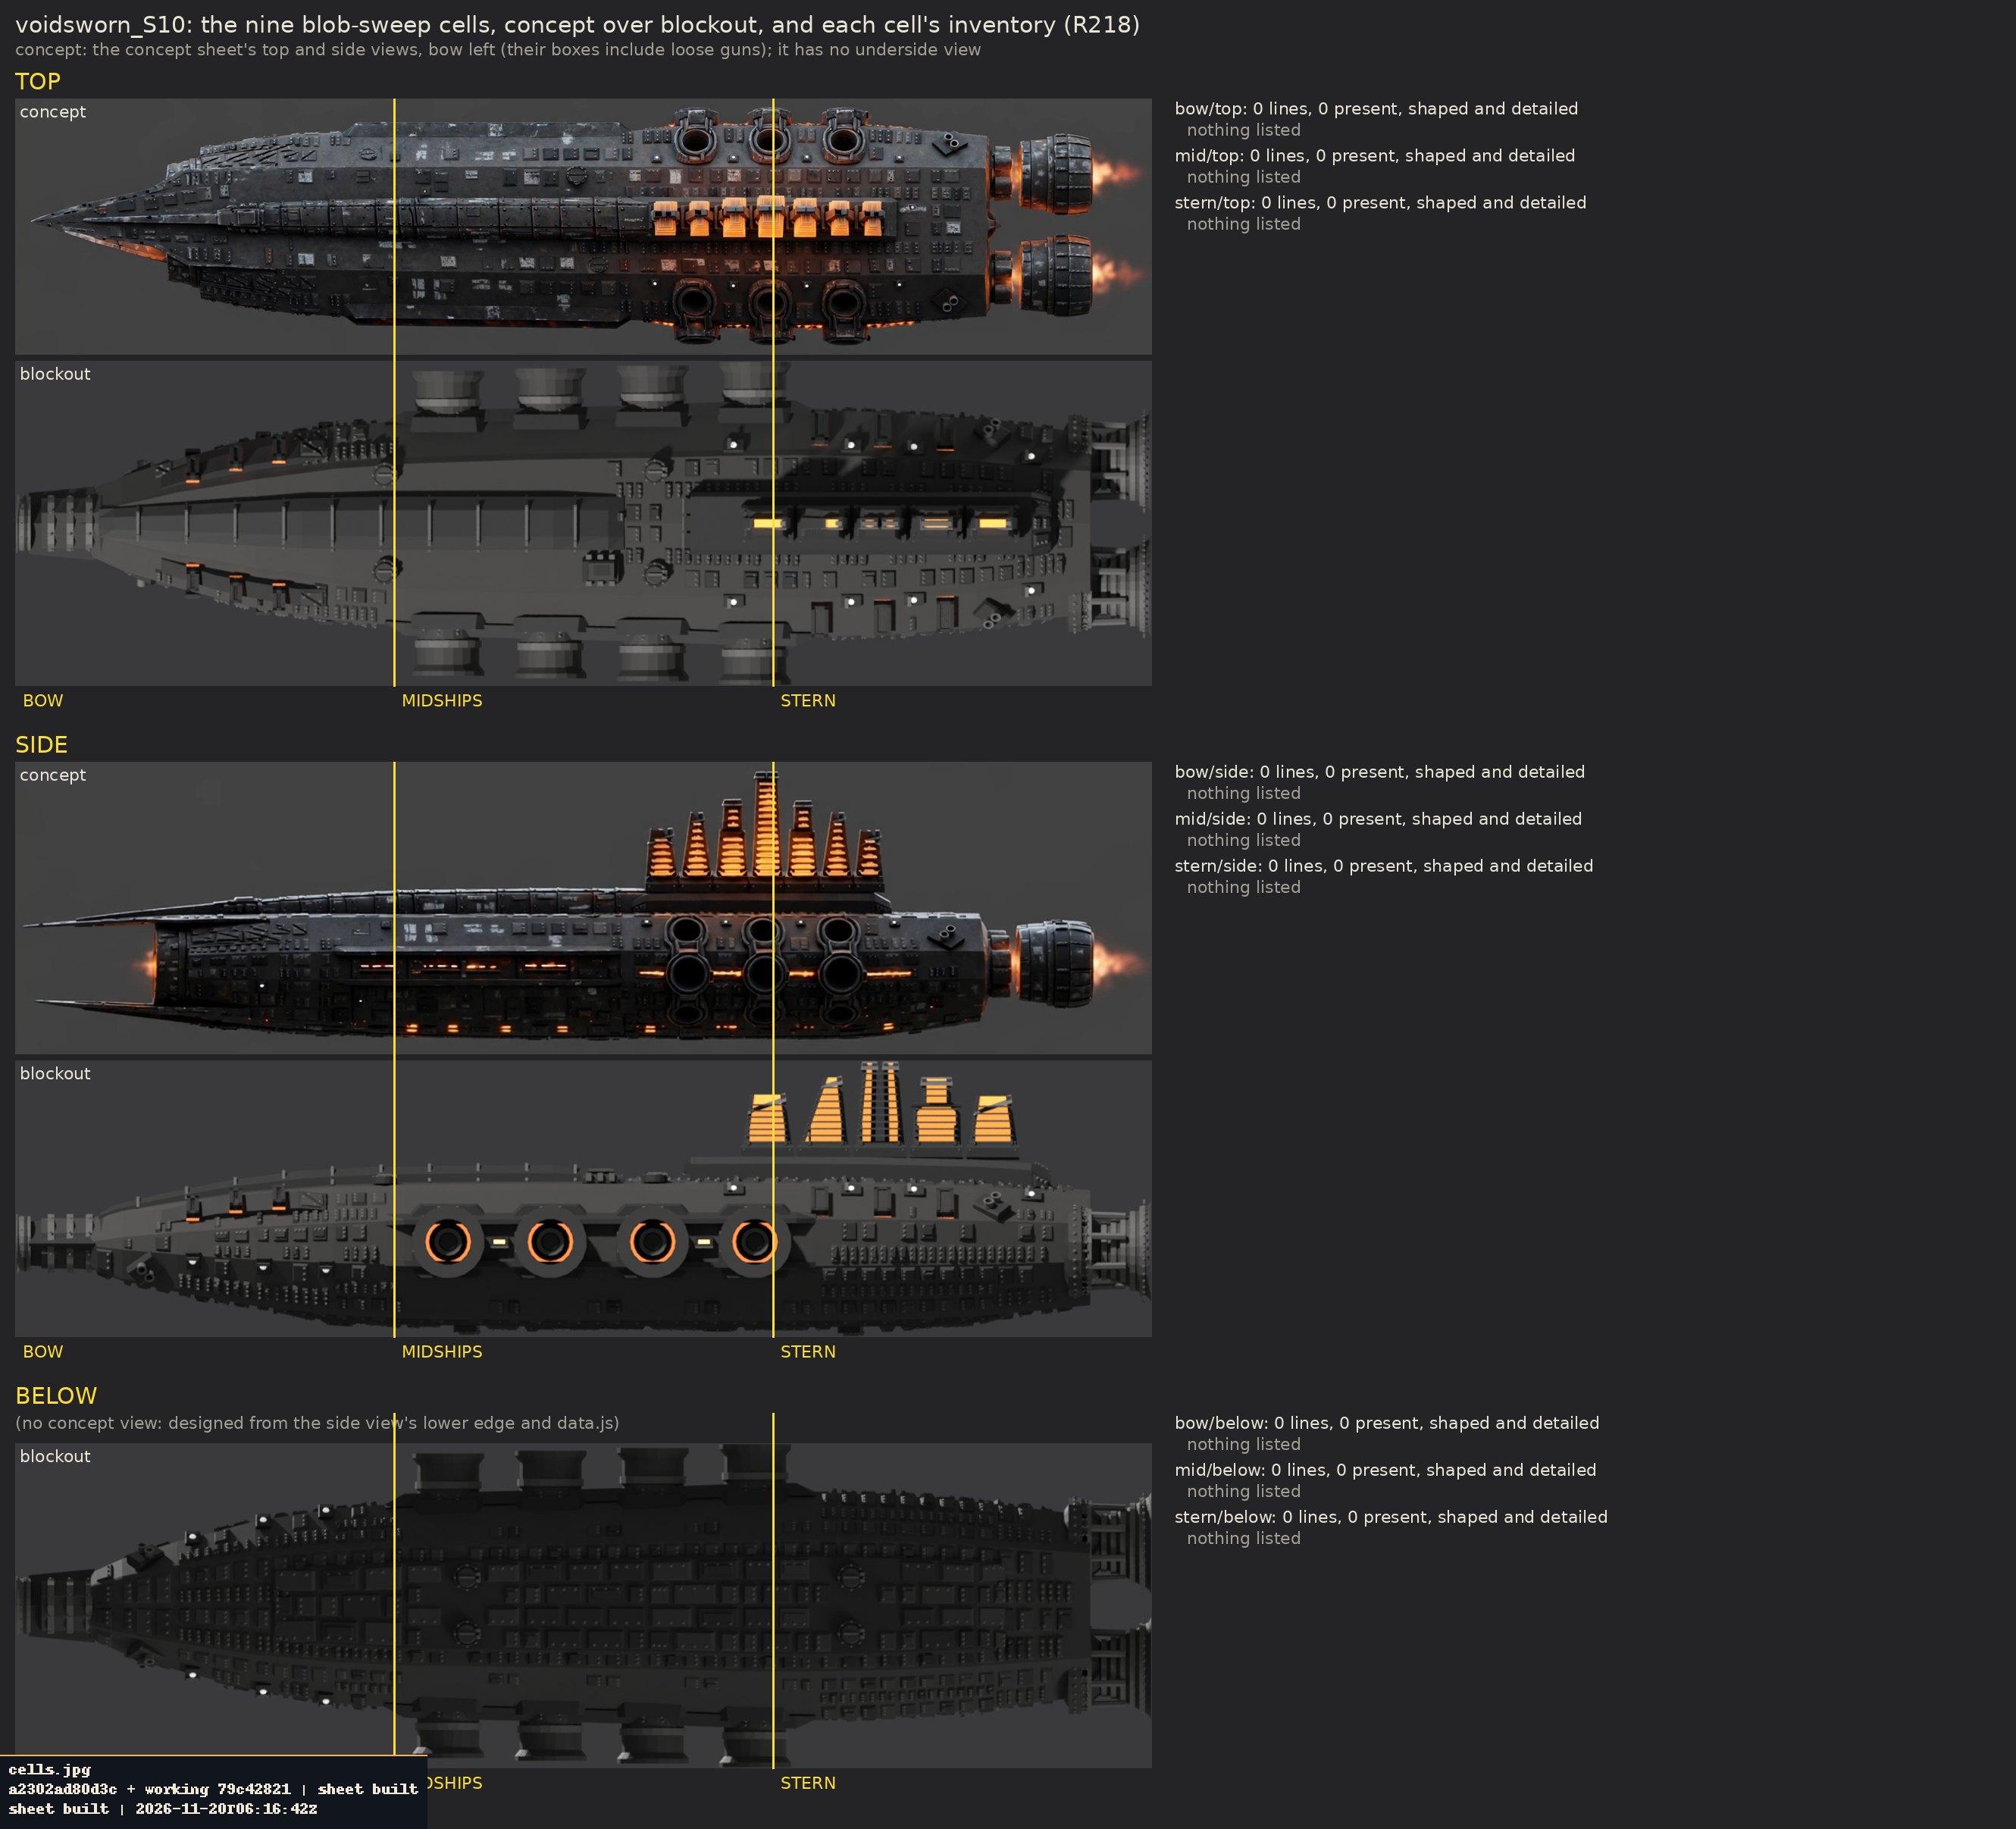 voidsworn_S10: the nine blob-sweep cells, concept over blockout, and each cell's inventory (R218)
concept: the concept sheet's top and side views, bow left (their boxes include loose guns); it has no underside view
TOP
concept
bow/top: 0 lines, 0 present, shaped and detailed
nothing listed
mid/top: 0 lines, 0 present, shaped and detailed
nothing listed
stern/top: 0 lines, 0 present, shaped and detailed
nothing listed
blockout
BOW
MIDSHIPS
STERN
SIDE
concept
bow/side: 0 lines, 0 present, shaped and detailed
nothing listed
mid/side: 0 lines, 0 present, shaped and detailed
nothing listed
stern/side: 0 lines, 0 present, shaped and detailed
nothing listed
blockout
BOW
MIDSHIPS
STERN
BELOW
(no concept view: designed from the side view's lower edge and data.js)
blockout
bow/below: 0 lines, 0 present, shaped and detailed
nothing listed
mid/below: 0 lines, 0 present, shaped and detailed
nothing listed
stern/below: 0 lines, 0 present, shaped and detailed
nothing listed
DSHIPS
STERN
cells.jpg
a2302ad80d3c + working 79c42821 | sheet built
sheet built | 2026-11-20T06:16:42z